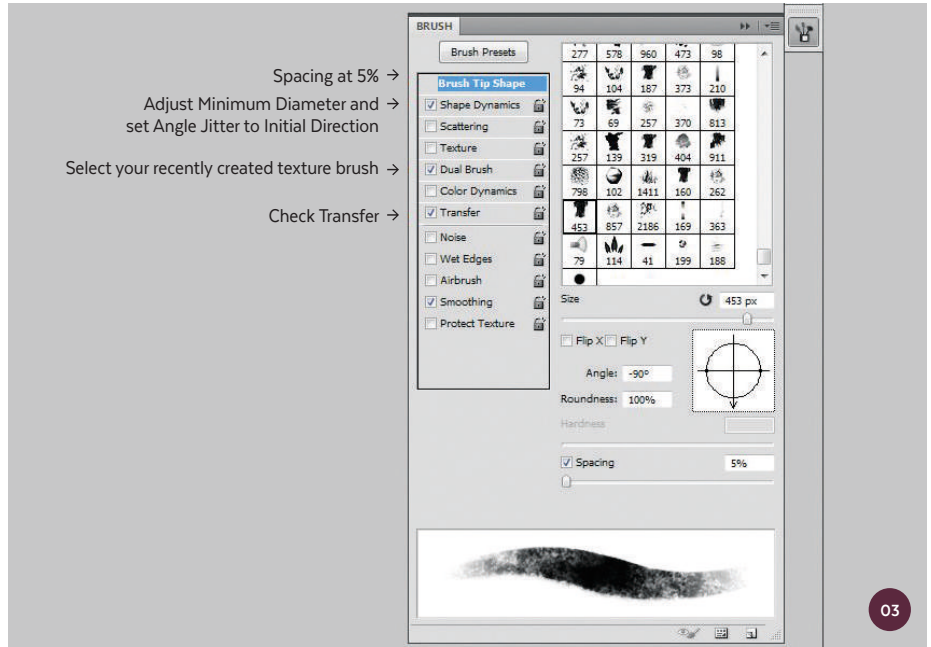 BRUSH
Brush Presets
277 578 960 473 98
Spacing at 5% →
Brush Tip Shape
94 104 187 373 210
Adjust Minimum Diameter and →
set Angle Jitter to Initial Direction
Shape Dynamics
Scattering
73 69 257 370 813
Texture
257 139 319 404 911
Select your recently created texture brush →
Dual Brush
Color Dynamics
798 102 1411 160 262
Check Transfer →
Transfer
453 857 2186 169 363
Noise
Wet Edges
79 114 41 199 188
Airbrush
Smoothing
Protect Texture
Size 453 px
Flip X Flip Y
Angle: -90º
Roundness: 100%
Hardness
Spacing 5%
03